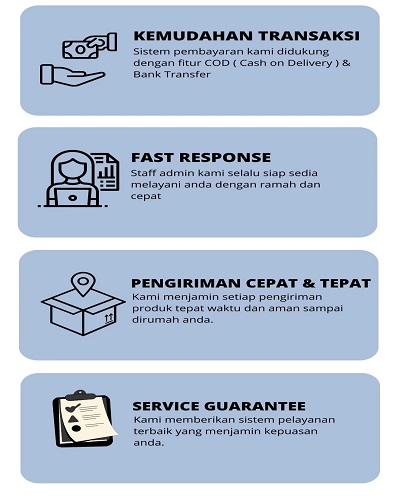 KEMUDAHAN TRANSAKSI
Sistem pembayaran kami didukung
dengan fitur COD ( Cash on Delivery ) &
Bank Transfer
FAST RESPONSE
Staff admin kami selalu siap sedia
melayani anda dengan ramah dan
cepat
PENGIRIMAN CEPAT & TEPAT
Kami menjamin setiap pengiriman
produk tepat waktu dan aman sampai
dirumah anda.
SERVICE GUARANTEE
Kami memberikan sistem pelayanan
terbaik yang menjamin kepuasan
anda.